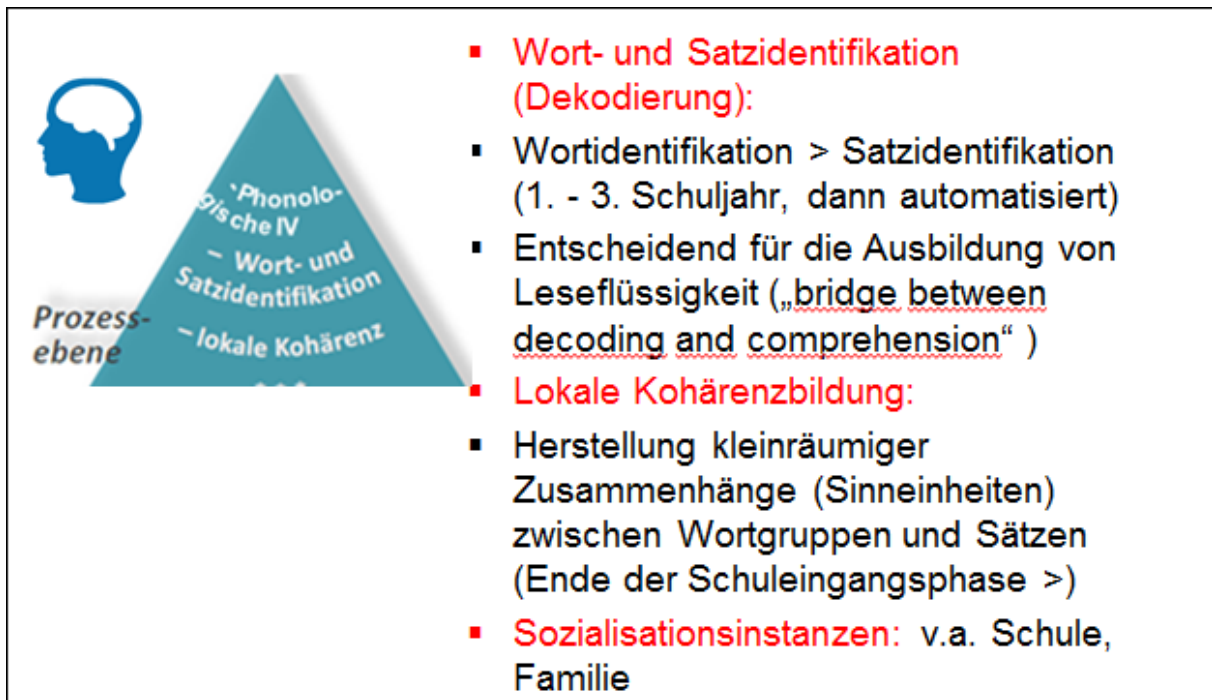 -Phonolo-
gische IV
– Wort- und
Satzidentifikation
– lokale Kohärenz
Prozess-
ebene
▪ Wort- und Satzidentifikation
(Dekodierung):
▪ Wortidentifikation > Satzidentifikation
(1. - 3. Schuljahr, dann automatisiert)
▪ Entscheidend für die Ausbildung von
Leseflüssigkeit („bridge between
decoding and comprehension“ )
▪ Lokale Kohärenzbildung:
▪ Herstellung kleinräumiger
Zusammenhänge (Sinneinheiten)
zwischen Wortgruppen und Sätzen
(Ende der Schuleingangsphase >)
▪ Sozialisationsinstanzen: v.a. Schule,
Familie